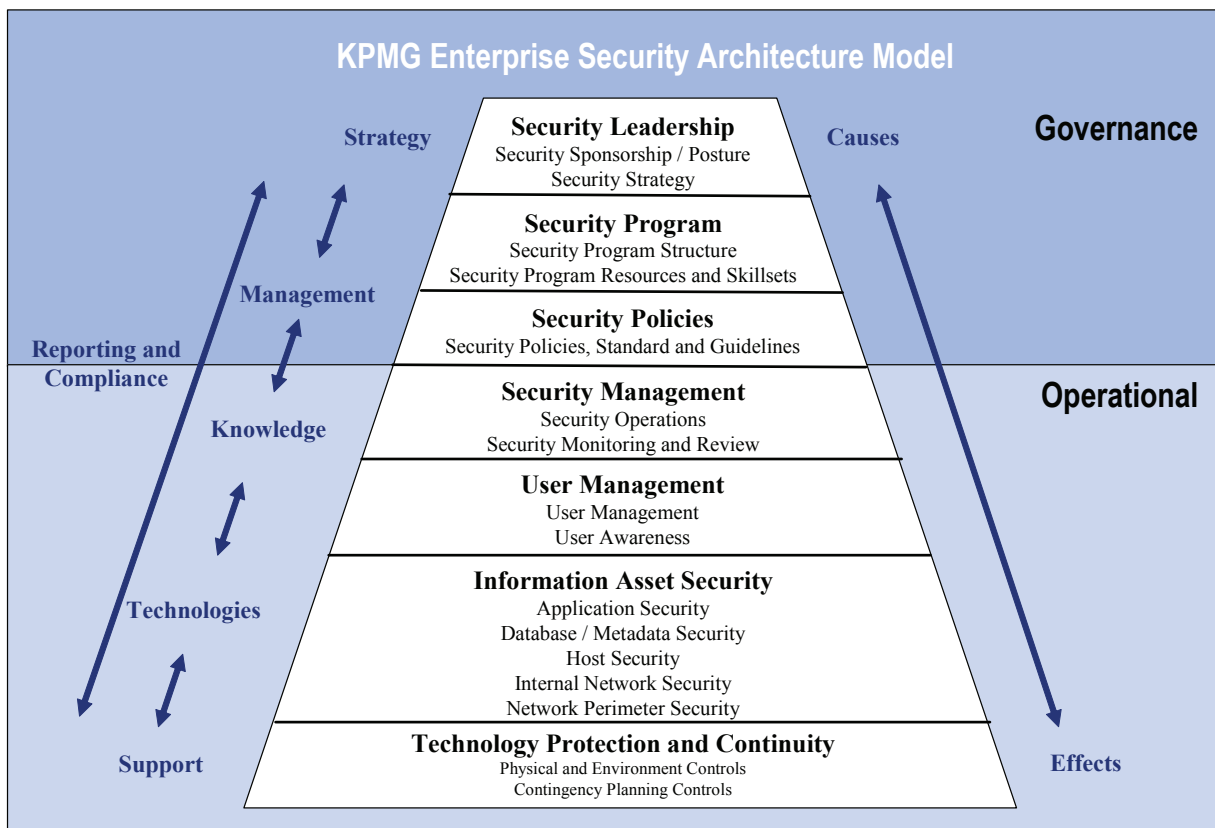 KPMG Enterprise Security Architecture Model
Governance
Strategy
Causes
Security Leadership
Security Sponsorship / Posture
Security Strategy
Security Program
Security Program Structure
Security Program Resources and Skillsets
Management
Security Policies
Security Policies, Standard and Guidelines
Reporting and
Compliance
Operational
Security Management
Security Operations
Security Monitoring and Review
Knowledge
User Management
User Management
User Awareness
Information Asset Security
Application Security
Database / Metadata Security
Host Security
Internal Network Security
Network Perimeter Security
Technologies
Technology Protection and Continuity
Physical and Environment Controls
Contingency Planning Controls
Support
Effects